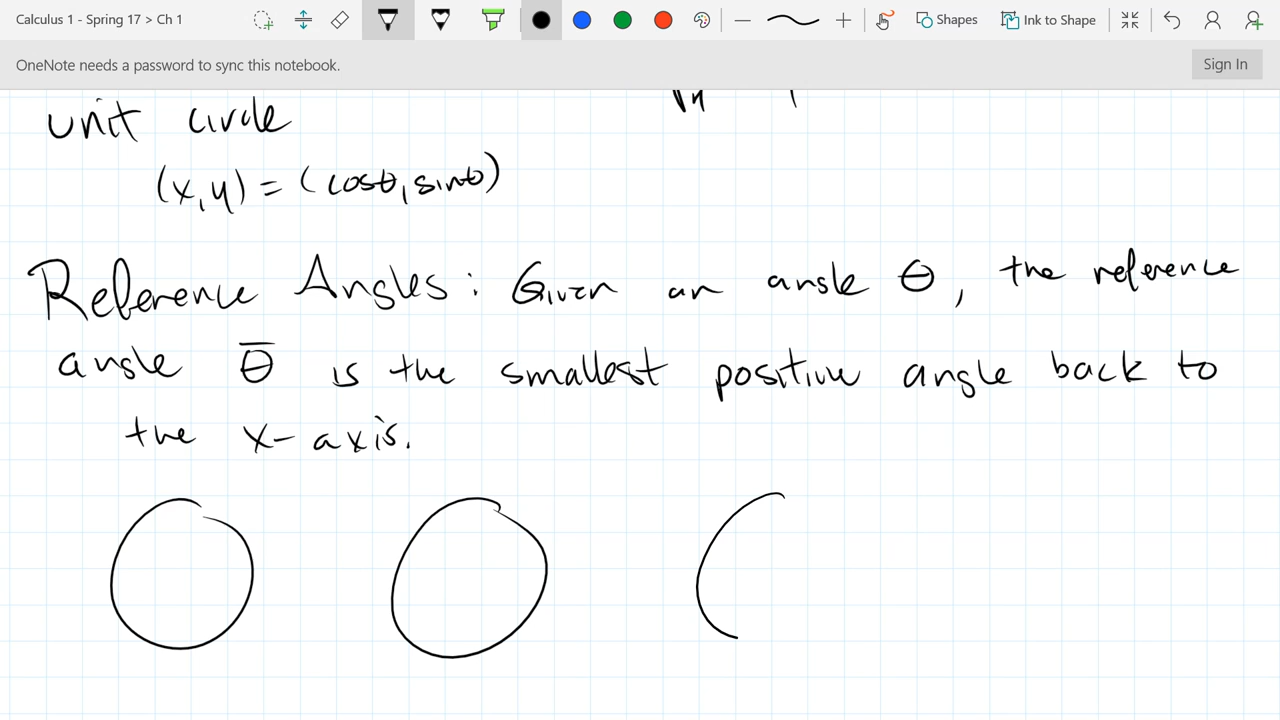 Calculus 1 - Spring 17 > Ch 1
Shapes
Ink to Shape
OneNote needs a password to sync this notebook.
Sign In
unit circle
(x,y) = (cosθ, sinθ)
Reference Angles: Given an angle θ, the reference
angle θ̅ is the smallest positive angle back to
the x-axis.